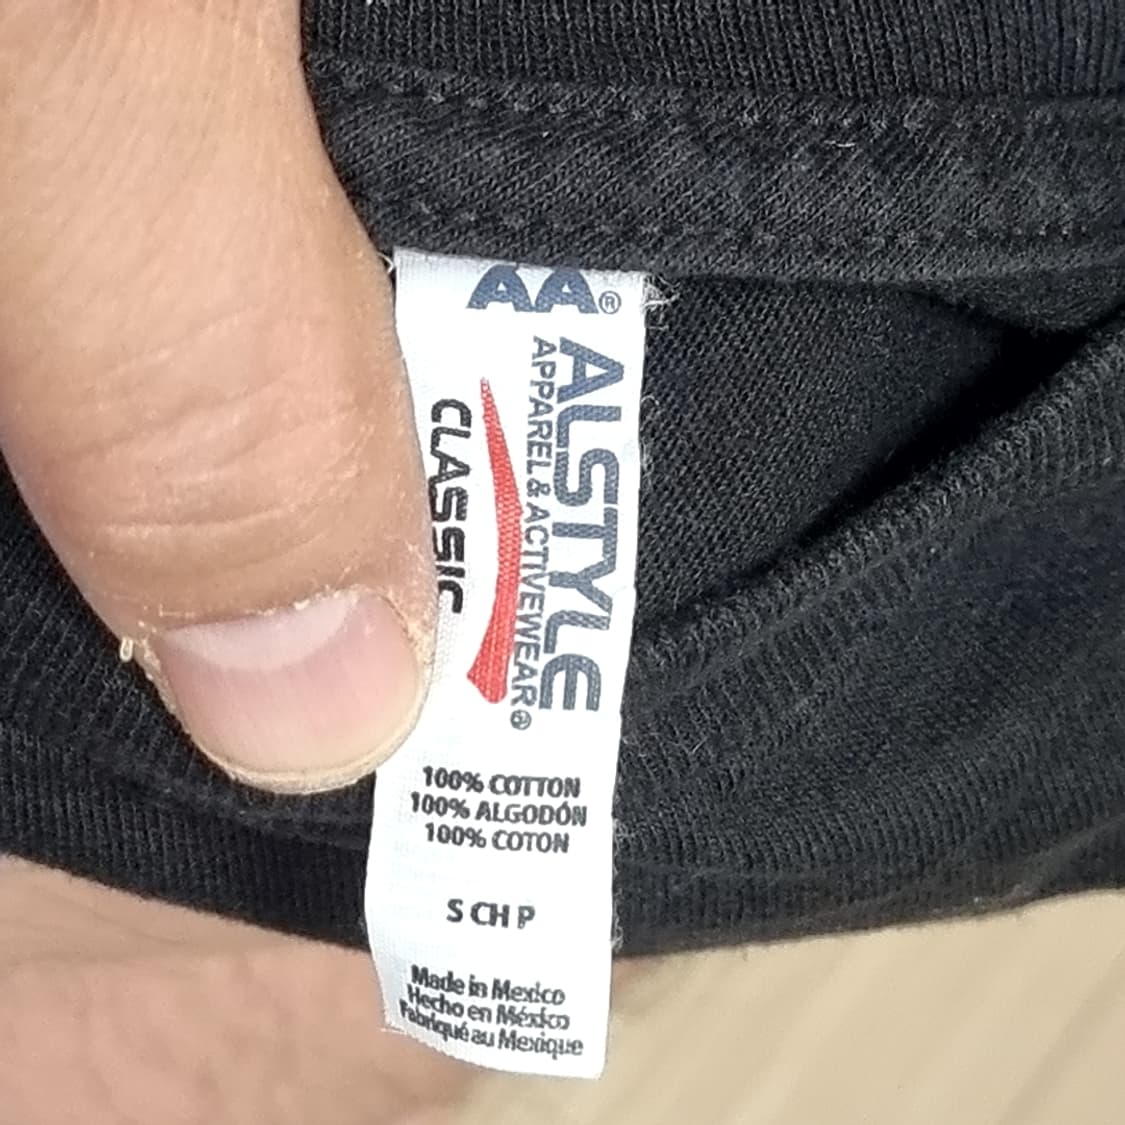 AA®
ALSTYLE
APPAREL & ACTIVEWEAR®
CLASSIC
100% COTTON
100% ALGODÓN
100% COTON
S CH P
Made in Mexico
Hecho en México
Fabriqué au Mexique